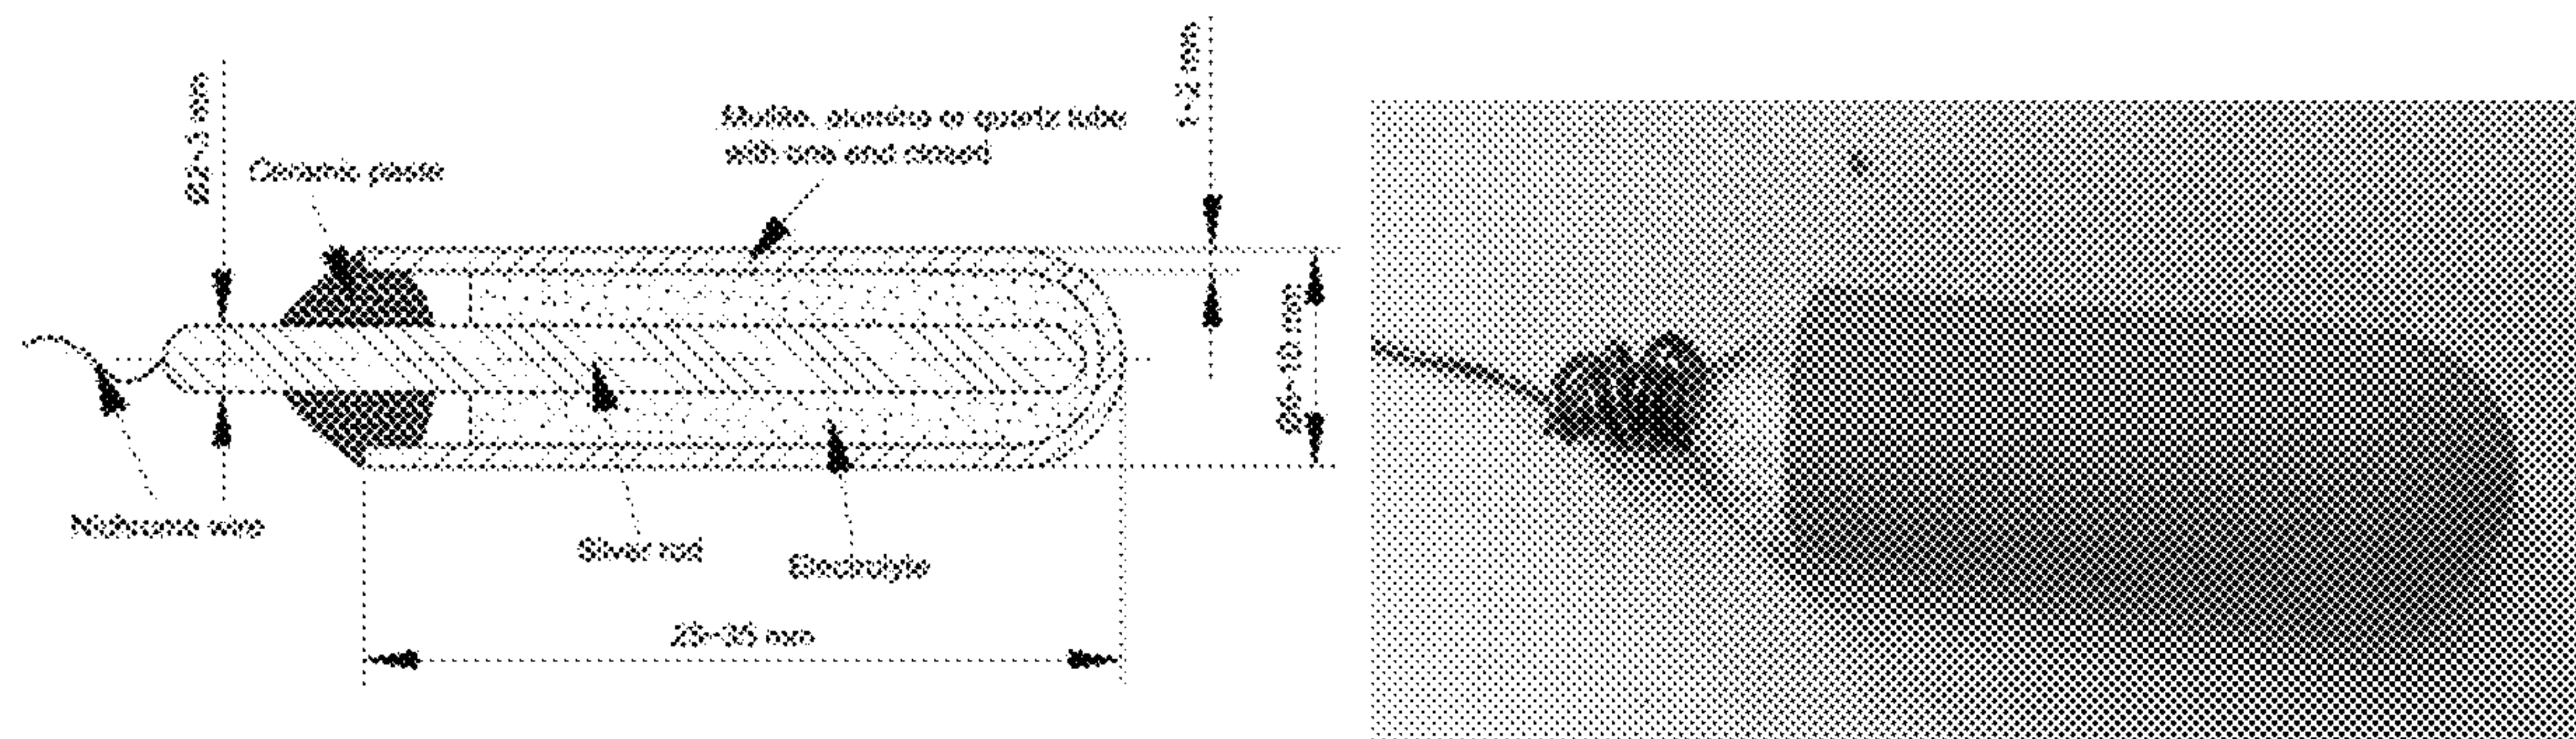 Ø2~3 mm
Ceramic paste
Mullite, alumina or quartz tube
with one end closed
1~2 mm
Ø6~10 mm
Nichrome wire
Silver rod
Electrolyte
25~35 mm